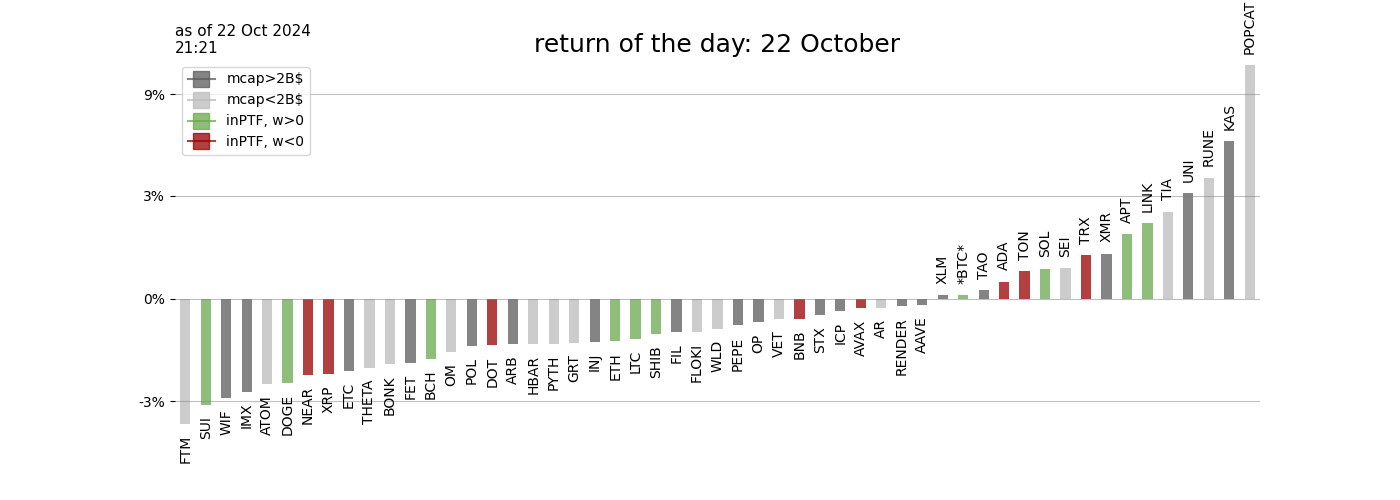 as of 22 Oct 2024
21:21
return of the day: 22 October
mcap>2B$
mcap<2B$
inPTF, w>0
inPTF, w<0
9%
3%
0%
-3%
FTM
SUI
WIF
IMX
ATOM
DOGE
NEAR
XRP
ETC
THETA
BONK
FET
BCH
OM
POL
DOT
ARB
HBAR
PYTH
GRT
INJ
ETH
LTC
SHIB
FIL
FLOKI
WLD
PEPE
OP
VET
BNB
STX
ICP
AVAX
AR
RENDER
AAVE
XLM
*BTC*
TAO
ADA
TON
SOL
SEI
TRX
XMR
APT
LINK
TIA
UNI
RUNE
KAS
POPCAT